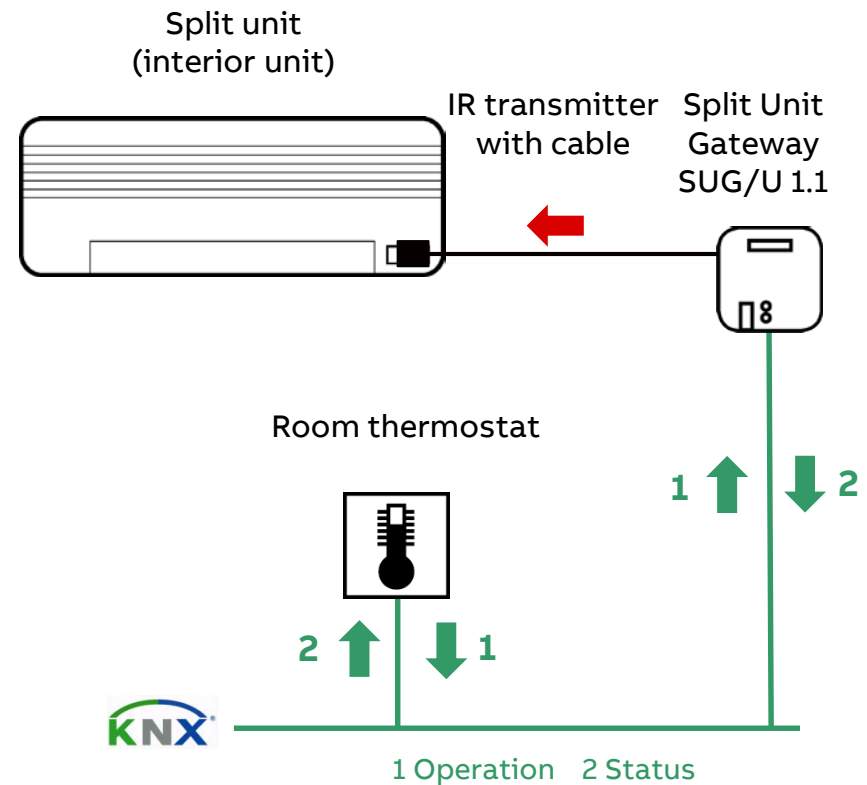 Split unit
(interior unit)
IR transmitter
with cable
Split Unit
Gateway
SUG/U 1.1
Room thermostat
1
2
2
1
KNX®
1 Operation 2 Status